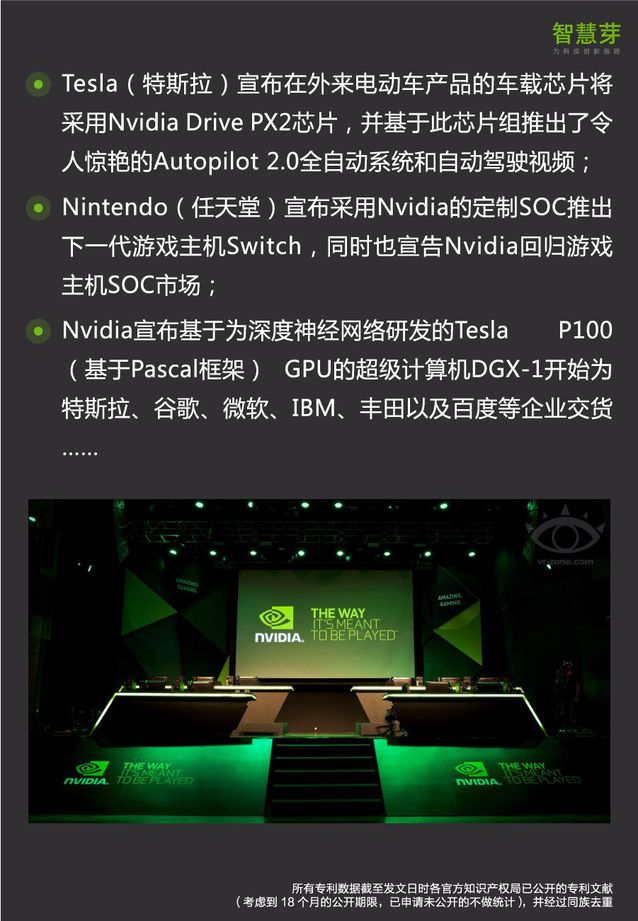 智慧芽
为科技创新服务
Tesla（特斯拉）宣布在外来电动车产品的车载芯片将
采用Nvidia Drive PX2芯片，并基于此芯片组推出了令
人惊艳的Autopilot 2.0全自动系统和自动驾驶视频；
Nintendo（任天堂）宣布采用Nvidia的定制SOC推出
下一代游戏主机Switch，同时也宣告Nvidia回归游戏
主机SOC市场；
Nvidia宣布基于为深度神经网络研发的Tesla P100
（基于Pascal框架） GPU的超级计算机DGX-1开始为
特斯拉、谷歌、微软、IBM、丰田以及百度等企业交货
……
vr-zone.com
AMAZING.
GAMING.
AMAZING.
GAMING.
NVIDIA.
THE WAY
IT'S MEANT
TO BE PLAYED
NVIDIA.
THE WAY
IT'S MEANT
TO BE PLAYED
NVIDIA.
THE WAY
IT'S MEANT
TO BE PLAYED
所有专利数据截至发文日时各官方知识产权局已公开的专利文献
（考虑到 18 个月的公开期限，已申请未公开的不做统计），并经过同族去重